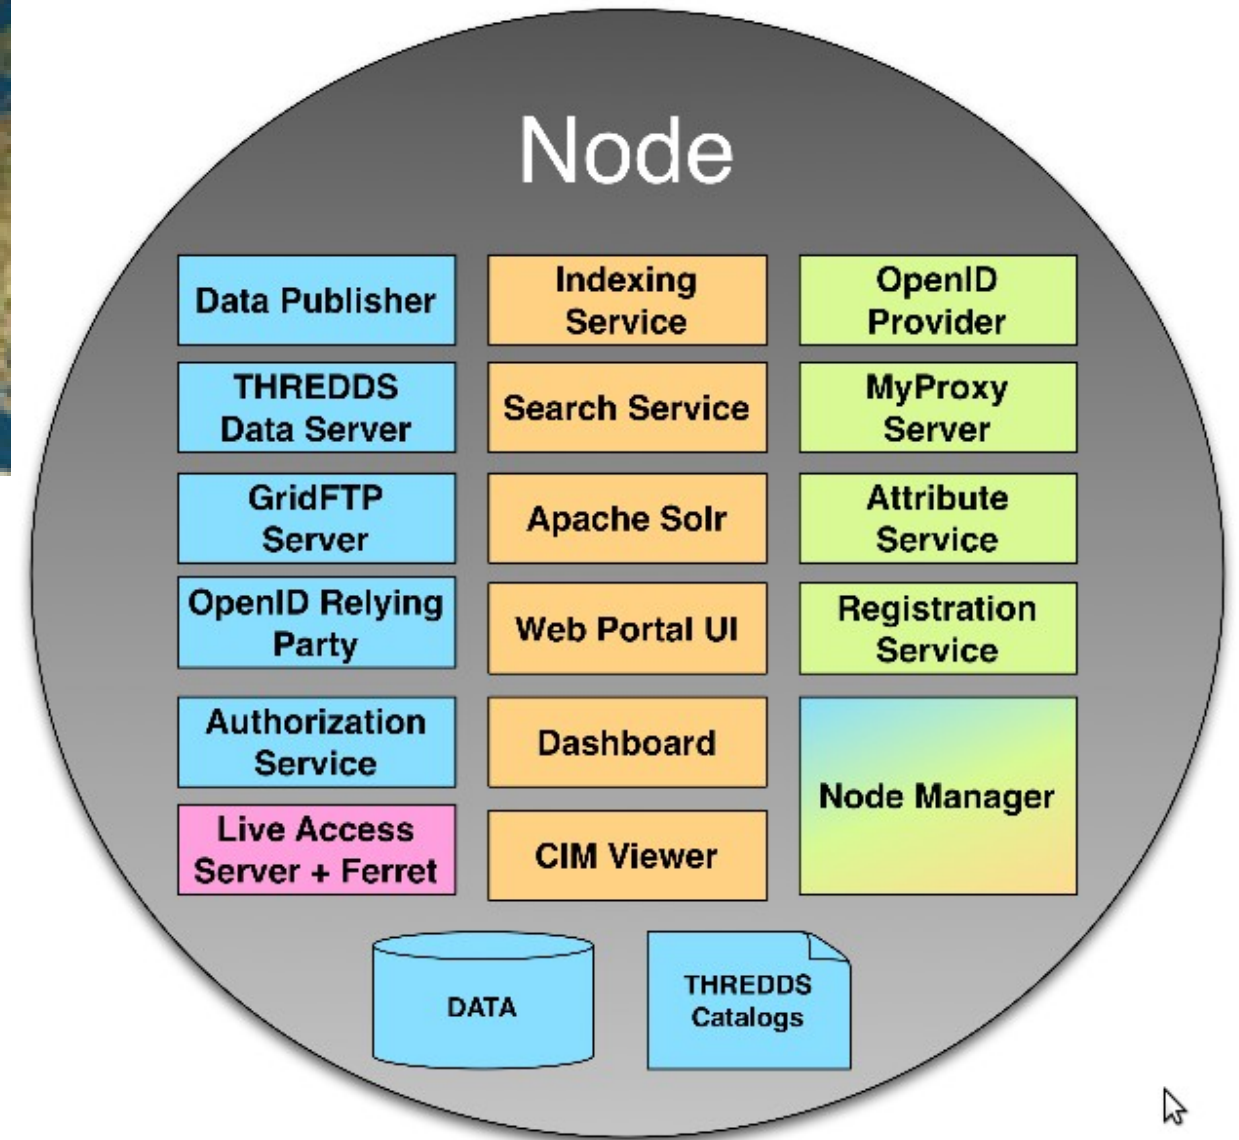 Node
Data Publisher
Indexing
Service
OpenID
Provider
THREDDS
Data Server
Search Service
MyProxy
Server
GridFTP
Server
Apache Solr
Attribute
Service
OpenID Relying
Party
Web Portal UI
Registration
Service
Authorization
Service
Dashboard
Node Manager
Live Access
Server + Ferret
CIM Viewer
DATA
THREDDS
Catalogs